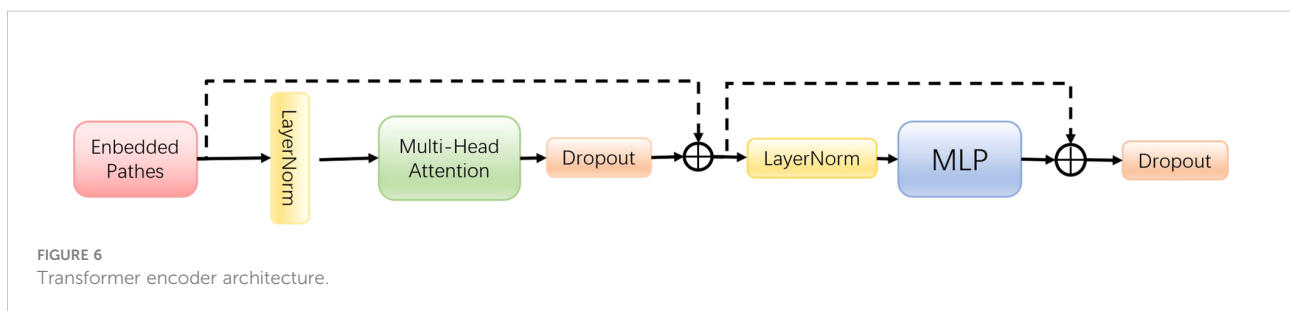 Enbedded
Pathes
LayerNorm
Multi-Head
Attention
Dropout
LayerNorm
MLP
Dropout
FIGURE 6
Transformer encoder architecture.